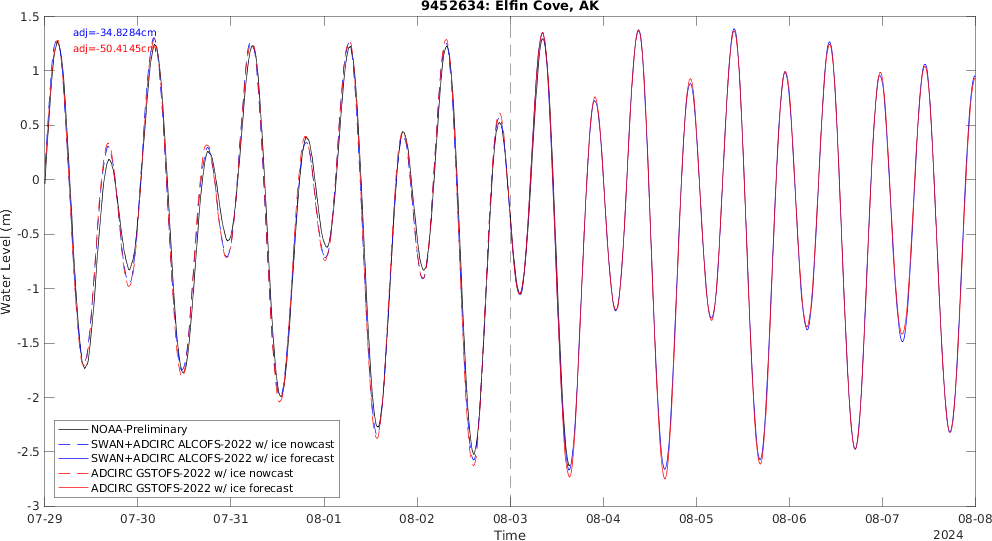 9452634: Elfin Cove, AK
adj=-34.8284cm
adj=-50.4145cm
1.5
1
0.5
0
-0.5
-1
-1.5
-2
-2.5
-3
Water Level (m)
NOAA-Preliminary
SWAN+ADCIRC ALCOFS-2022 w/ ice nowcast
SWAN+ADCIRC ALCOFS-2022 w/ ice forecast
ADCIRC GSTOFS-2022 w/ ice nowcast
ADCIRC GSTOFS-2022 w/ ice forecast
07-29 07-30 07-31 08-01 08-02 08-03 08-04 08-05 08-06 08-07 08-08
Time
2024